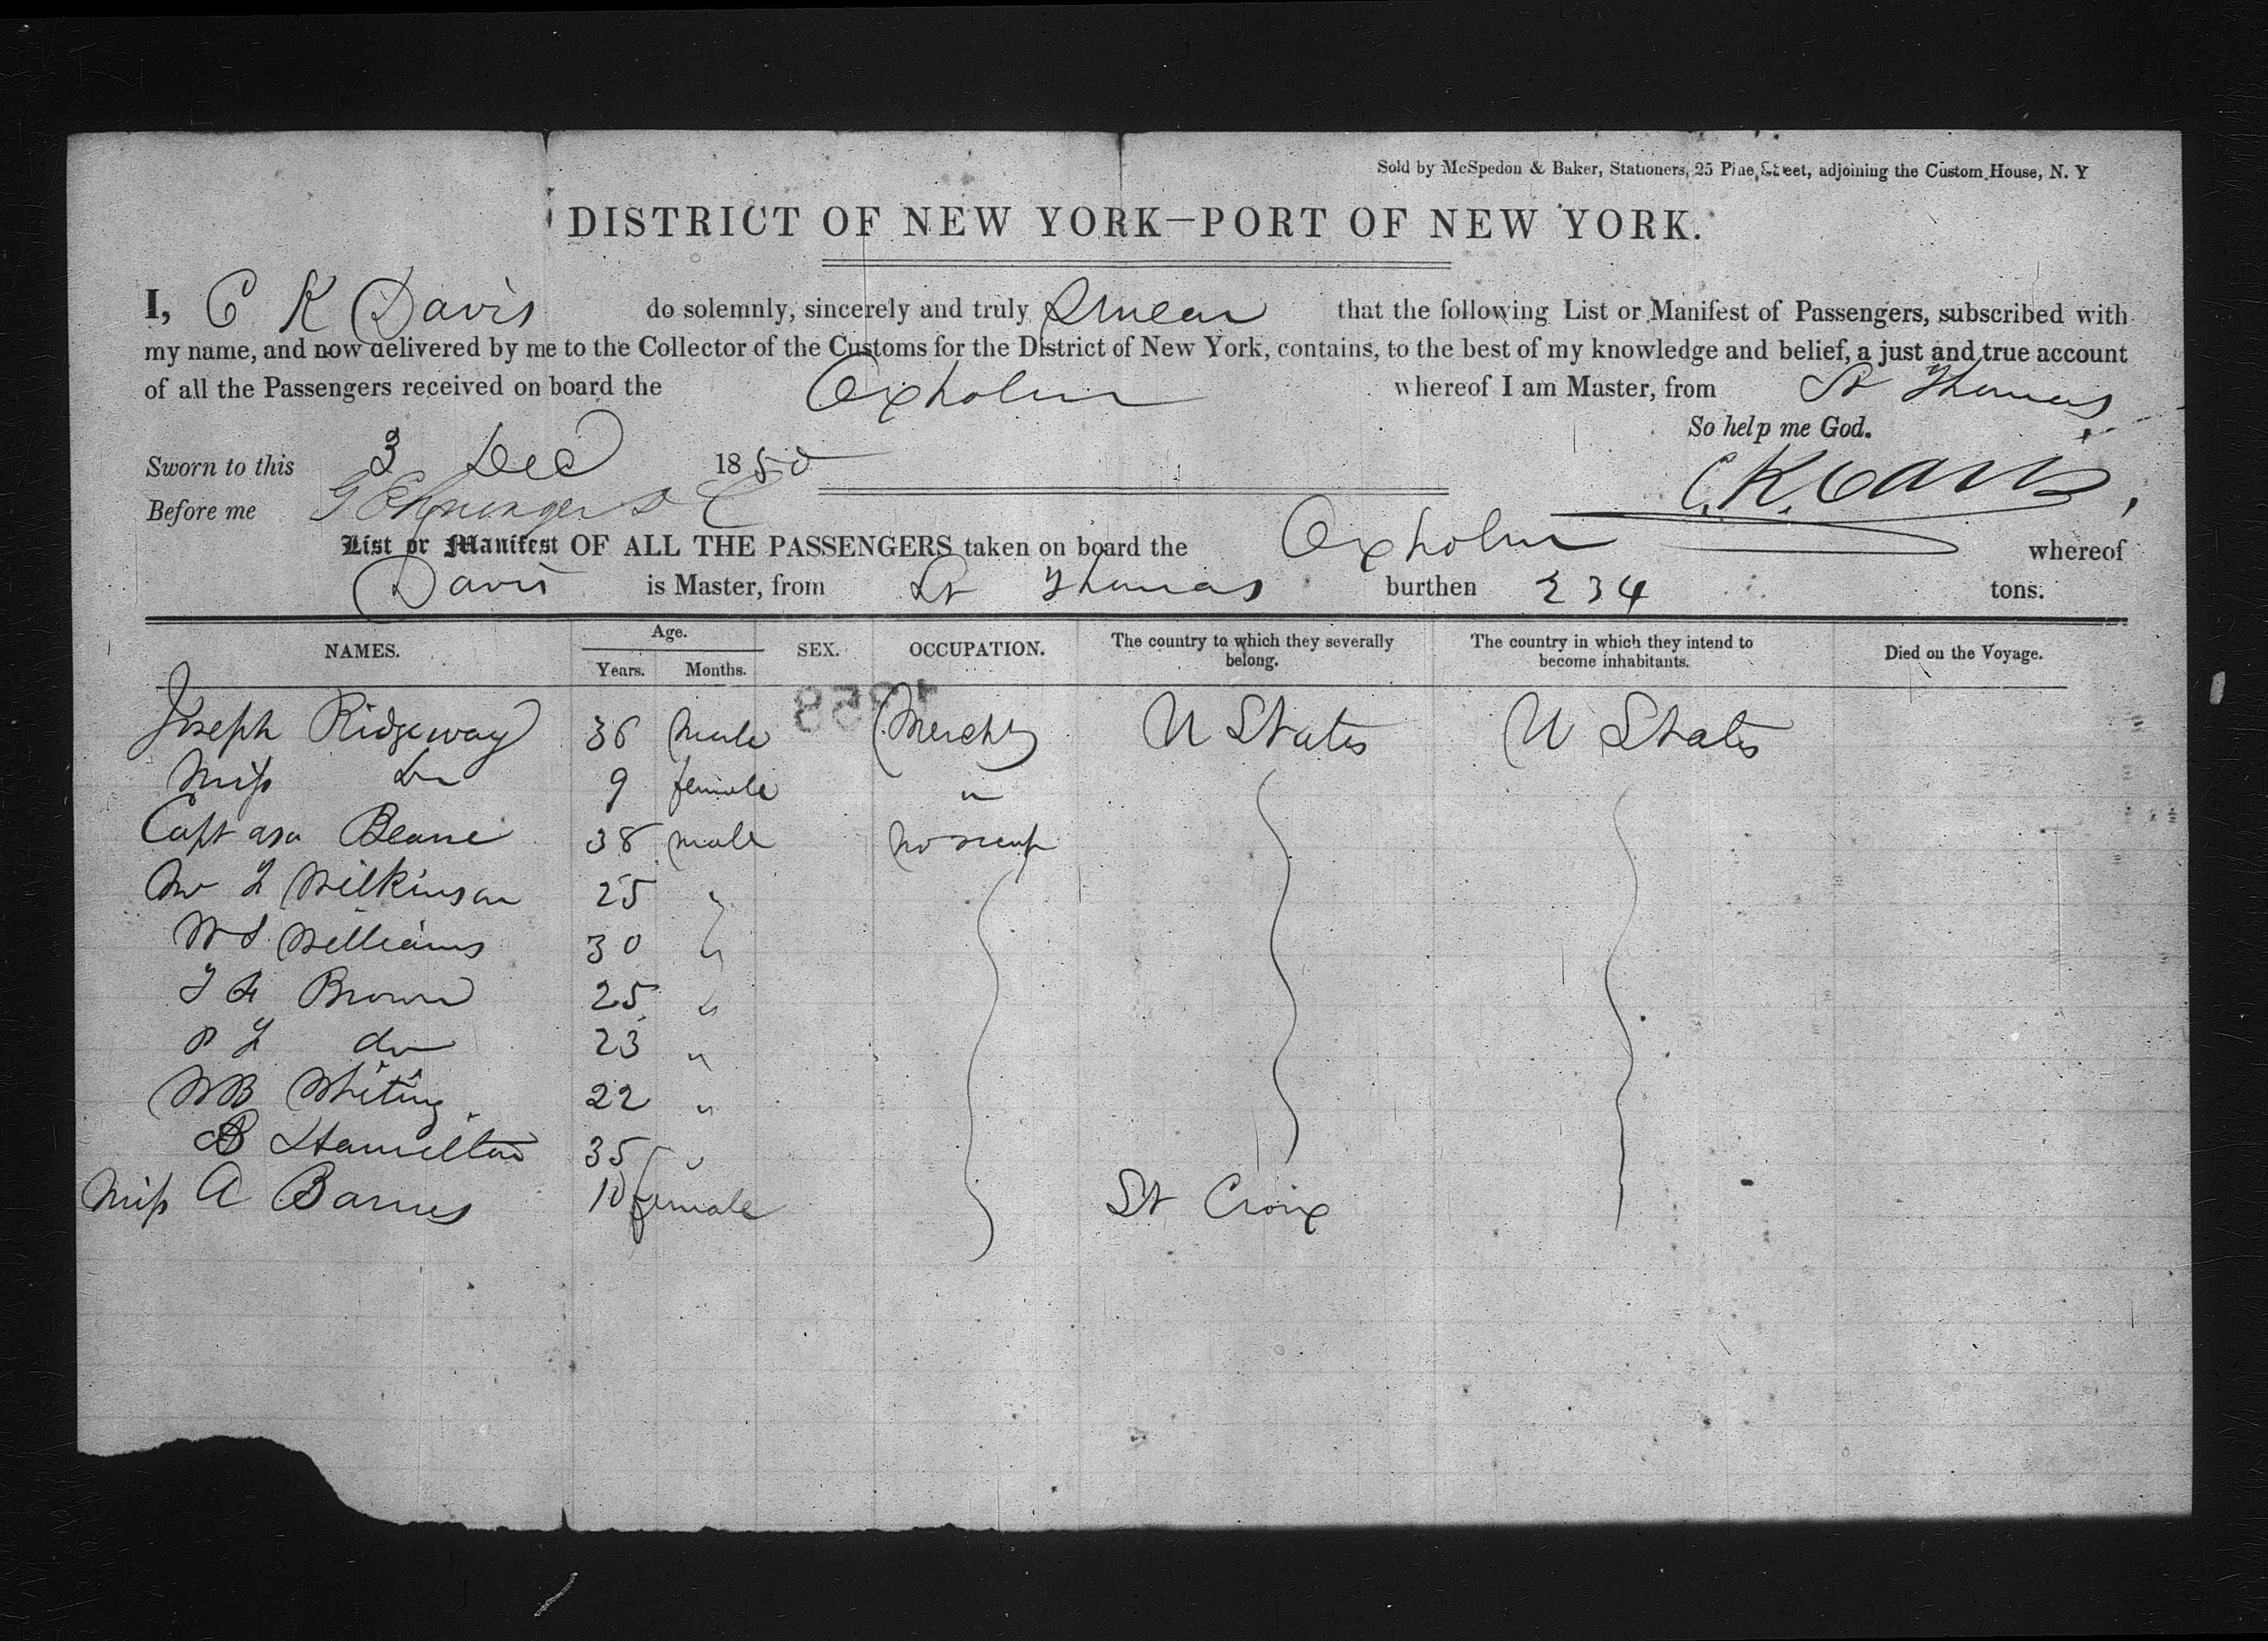 Sold by McSpedon & Baker, Stationers, 25 Pine Street, adjoining the Custom House, N. Y
DISTRICT OF NEW YORK—PORT OF NEW YORK.
I, C K Davis do solemnly, sincerely and truly Swear that the following List or Manifest of Passengers, subscribed with
my name, and now delivered by me to the Collector of the Customs for the District of New York, contains, to the best of my knowledge and belief, a just and true account
of all the Passengers received on board the Oxholm whereof I am Master, from St Thomas
So help me God.
Sworn to this 3 Dec 1850
C. K. Davis
Before me
List or Manifest OF ALL THE PASSENGERS taken on board the Oxholm whereof
Davis is Master, from St Thomas burthen 234 tons.
NAMES. Age. Years. Months. SEX. OCCUPATION. The country to which they severally belong. The country in which they intend to become inhabitants. Died on the Voyage.
Joseph Ridgeway 36 Male Mercht U States U States
Miss Do 9 female "
Capt asa Beane 38 male no occup
Mr L Wilkinson 25 "
W S Williams 30 "
Brown 25 "
P L do 23 "
W B Whiting 22 "
B Hamilton 35 "
Miss A Barnes 10 female St Croix